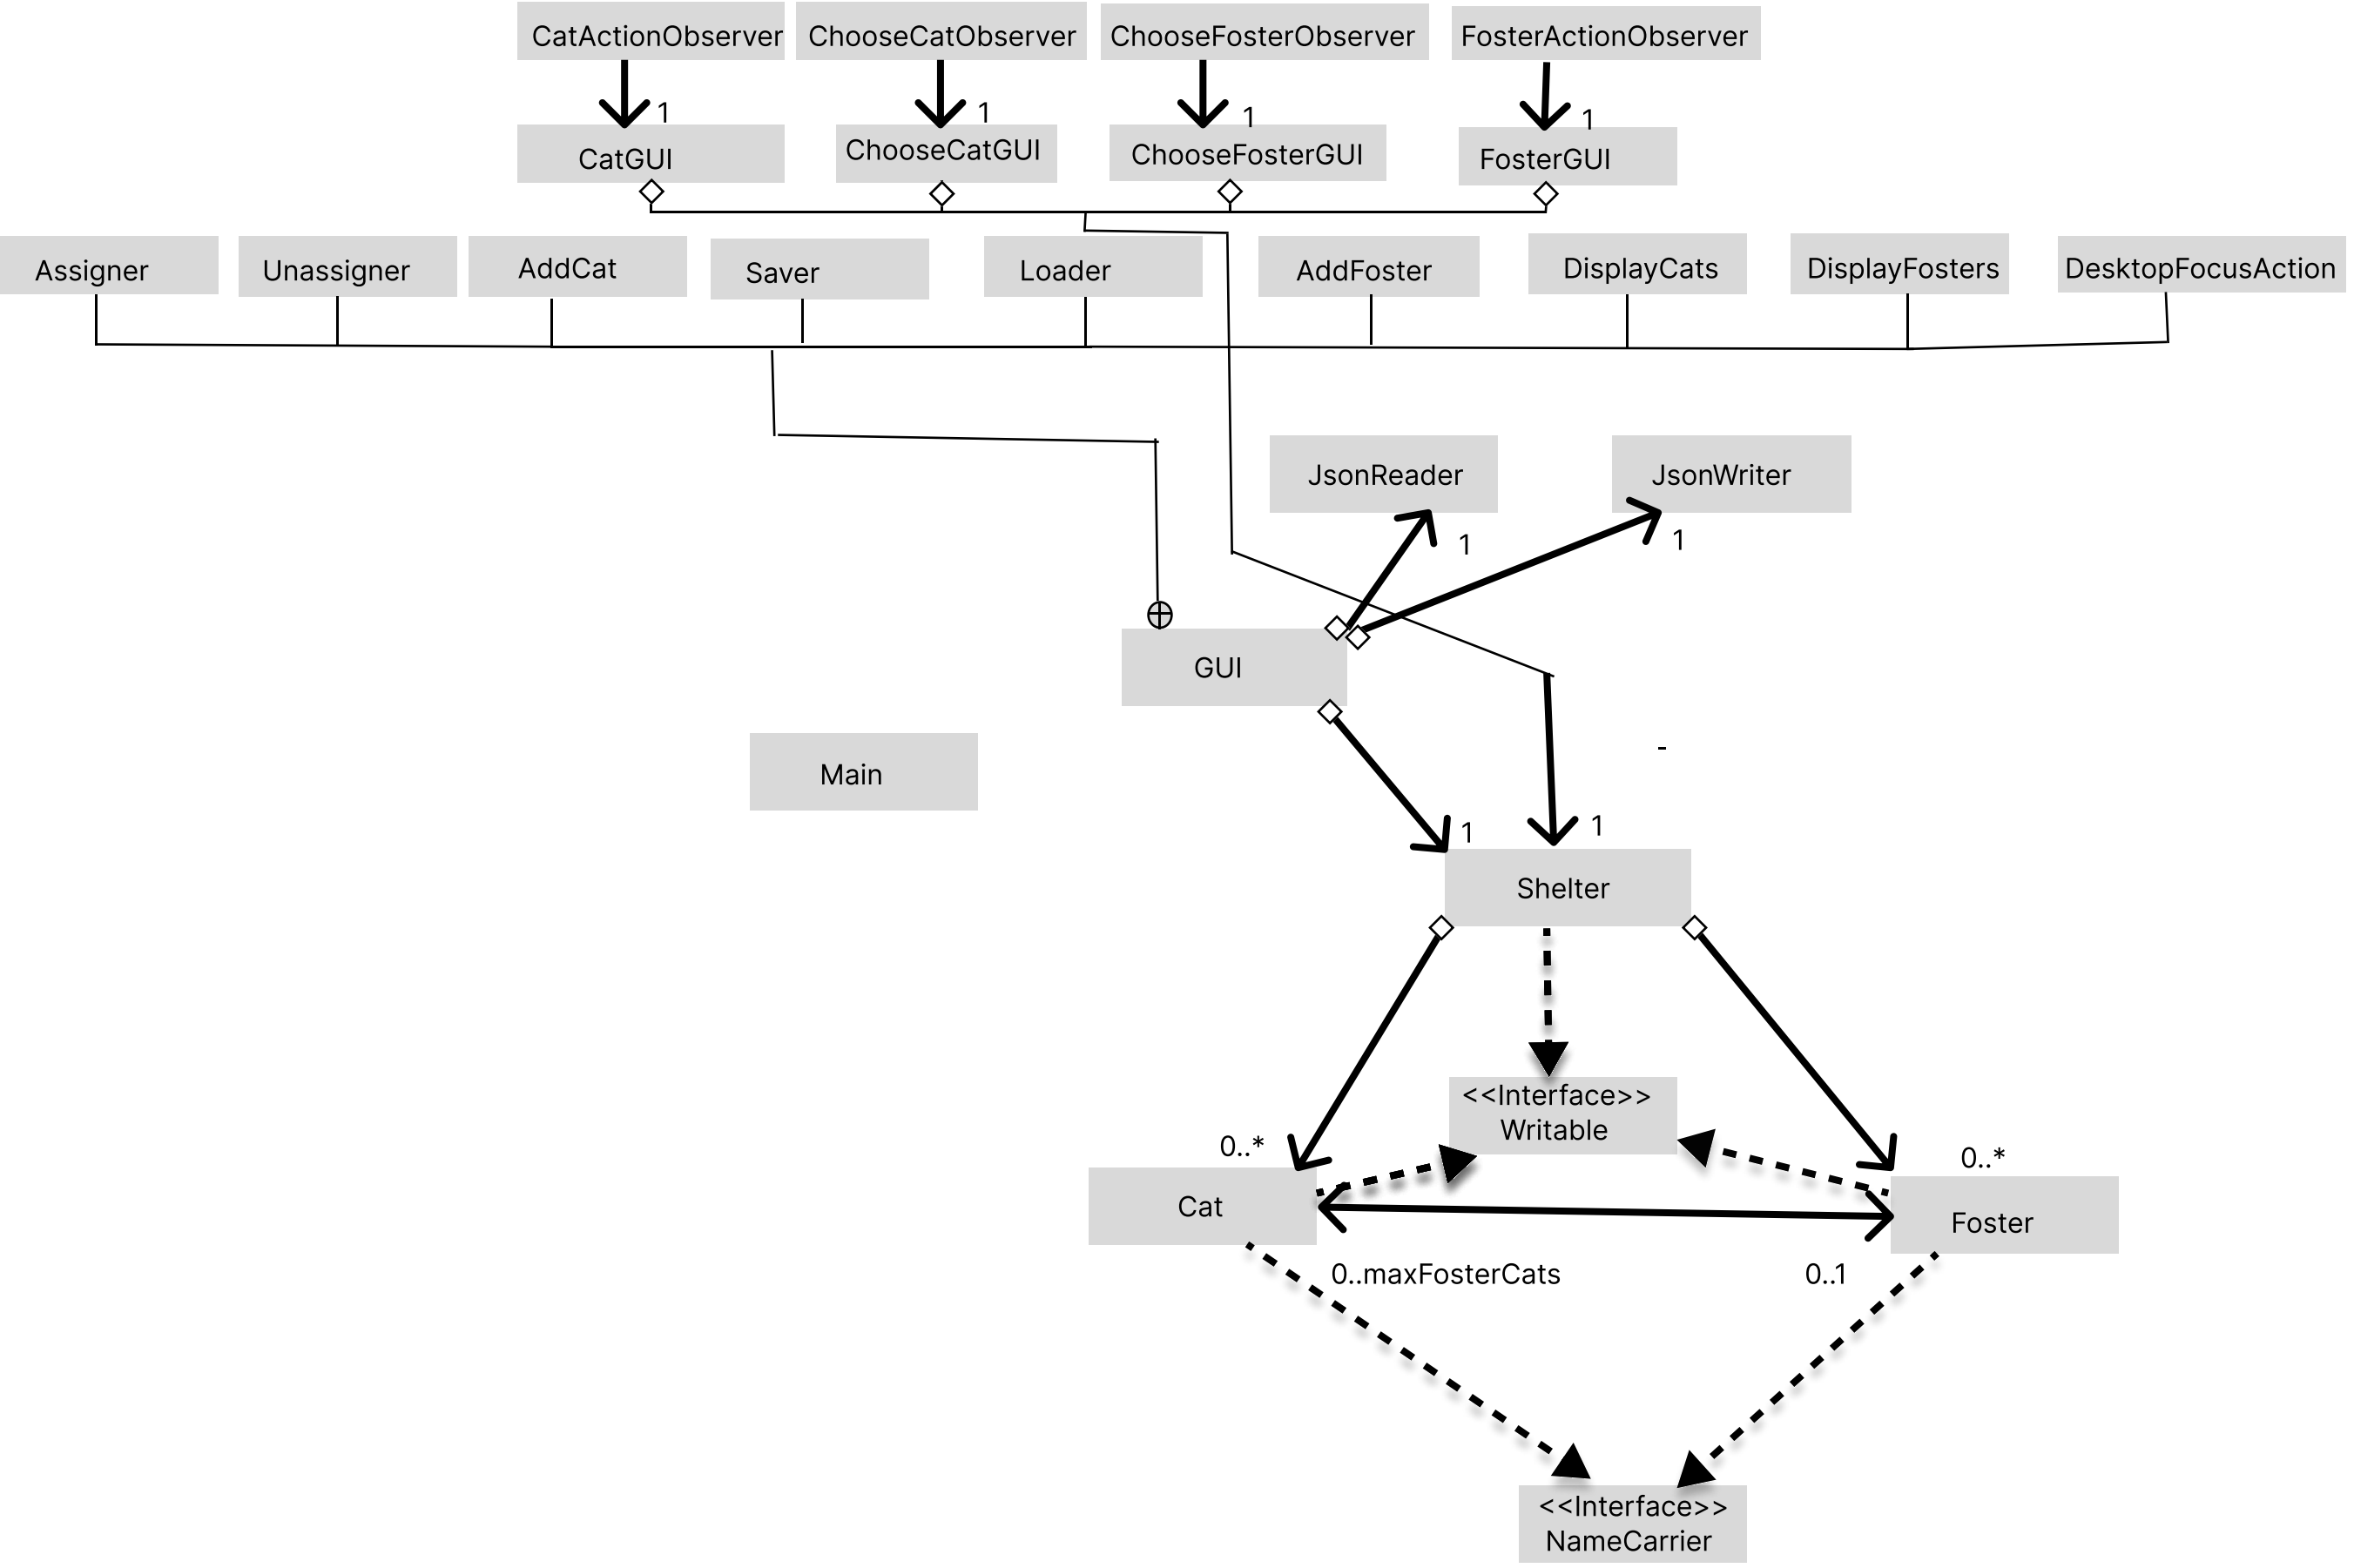 CatActionObserver
ChooseCatObserver
ChooseFosterObserver
FosterActionObserver
1
1
1
1
CatGUI
ChooseCatGUI
ChooseFosterGUI
FosterGUI
Assigner
Unassigner
AddCat
Saver
Loader
AddFoster
DisplayCats
DisplayFosters
DesktopFocusAction
JsonReader
JsonWriter
1
1
GUI
-
Main
1
1
Shelter
<<Interface>>
Writable
0..*
0..*
Cat
Foster
0..maxFosterCats
0..1
<<Interface>>
NameCarrier